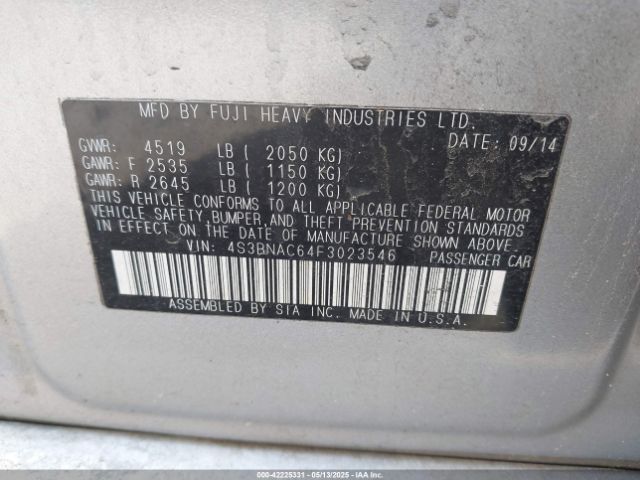 MFD BY FUJI HEAVY INDUSTRIES LTD.
DATE: 09/14
GVWR: 4519 LB ( 2050 KG)
GAWR: F 2535 LB ( 1150 KG)
GAWR: R 2645 LB ( 1200 KG)
THIS VEHICLE CONFORMS TO ALL APPLICABLE FEDERAL MOTOR
VEHICLE SAFETY, BUMPER, AND THEFT PREVENTION STANDARDS
IN EFFECT ON THE DATE OF MANUFACTURE SHOWN ABOVE.
VIN: 4S3BNAC64F3023546 PASSENGER CAR
ASSEMBLED BY STA INC. MADE IN U.S.A.
000-42225331 - 05/13/2025 - COPYRIGHT IAA, LLC